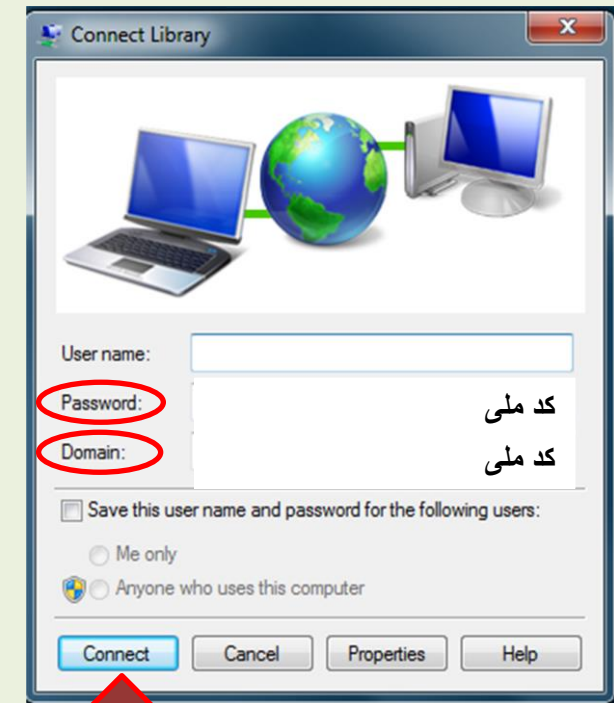 Connect Library
User name:
Password: کد ملی
Domain: کد ملی
Save this user name and password for the following users:
Me only
Anyone who uses this computer
Connect Cancel Properties Help